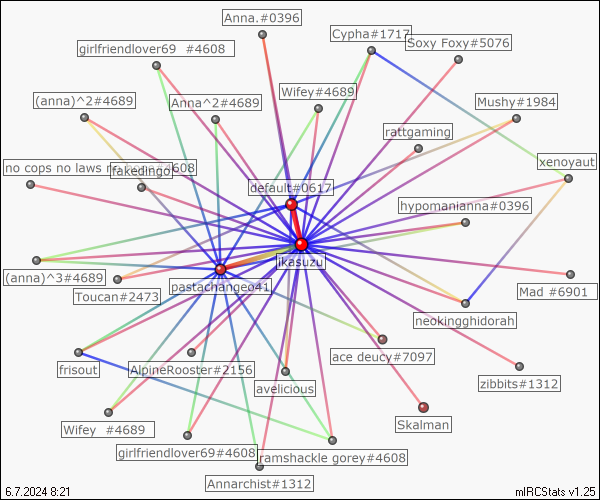 Anna.#0396
Cypha#1717
girlfriendlover69 #4608
Soxy Foxy#5076
(anna)^2#4689
Anna^2#4689
Wifey#4689
Mushy#1984
rattgaming
no cops no laws no
#4608
fakedingo
xenoyaut
default#0617
hypomanianna#0396
ikasuzu
(anna)^3#4689
pastachangeo41
Toucan#2473
Mad #6901
neokingghidorah
ace deucy#7097
frisout
AlpineRooster#2156
avelicious
zibbits#1312
Wifey #4689
Skalman
girlfriendlover69#4608
ramshackle gorey#4608
Annarchist#1312
6.7.2024 8:21
mIRCStats v1.25